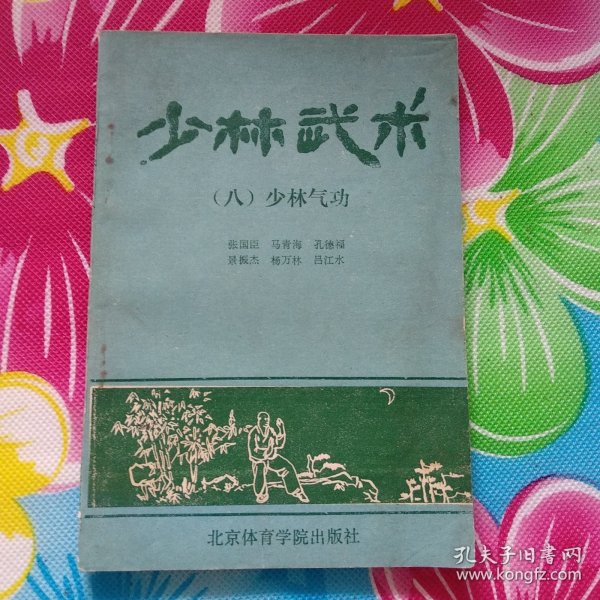 少林武术
（八）少林气功
张国臣 马青海 孔德福
景振杰 杨万林 吕江水
北京体育学院出版社
孔夫子旧書网
www.kongfz.com